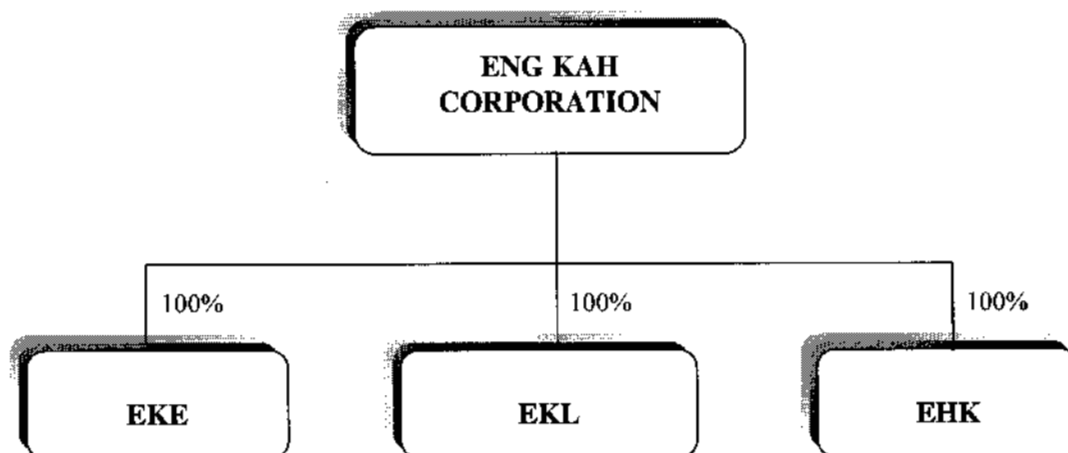 ENG KAH
CORPORATION
100%
100%
100%
EKE
EKL
EHK